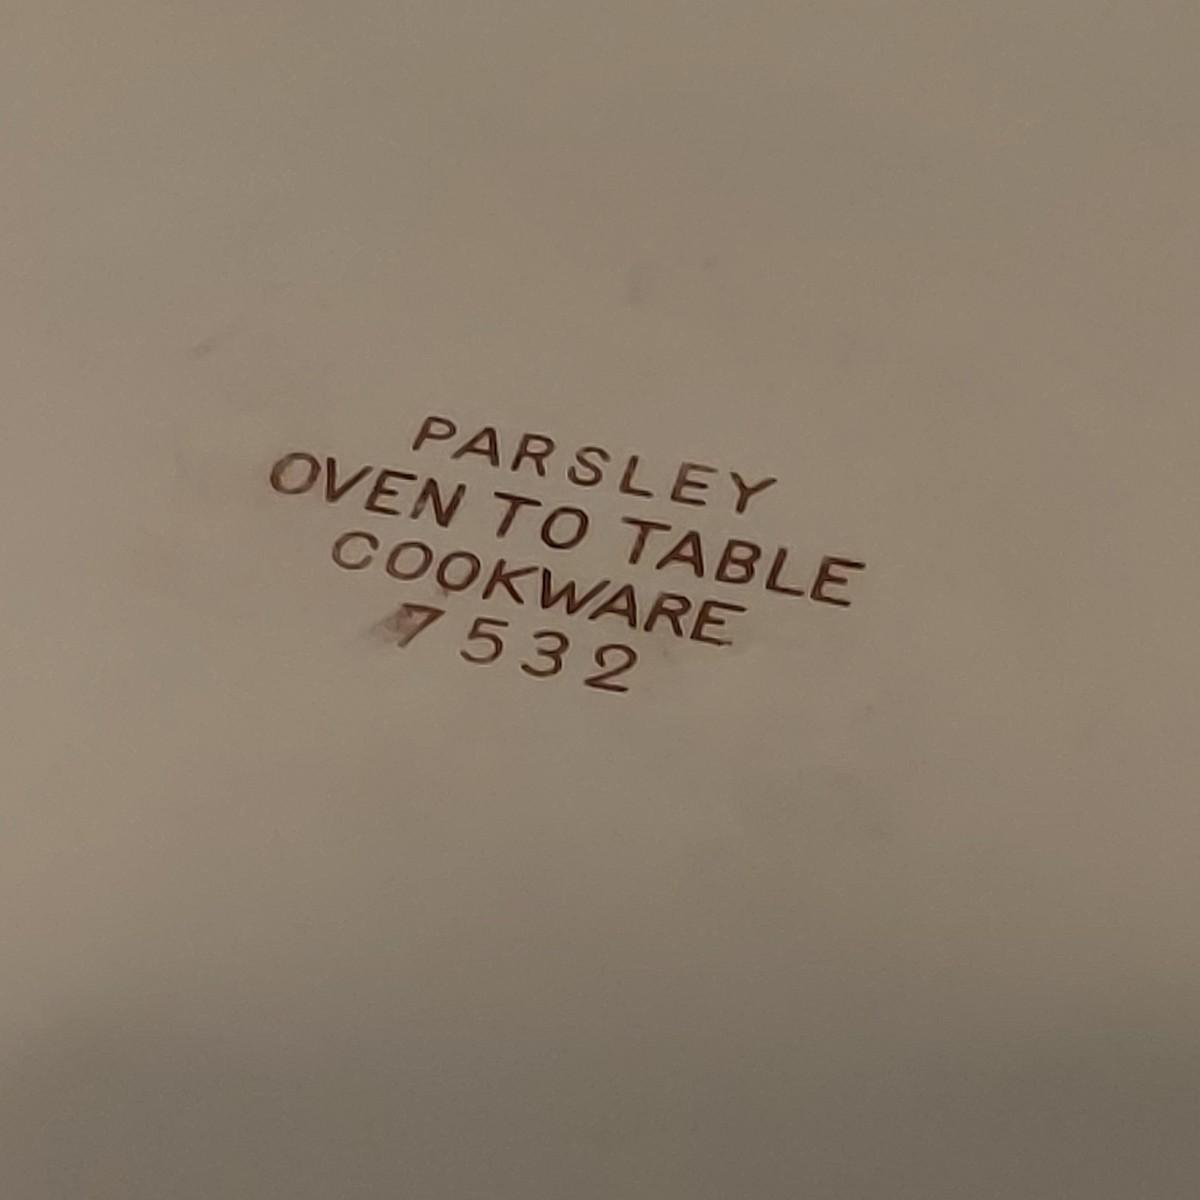 PARSLEY
OVEN TO TABLE
COOKWARE
7532